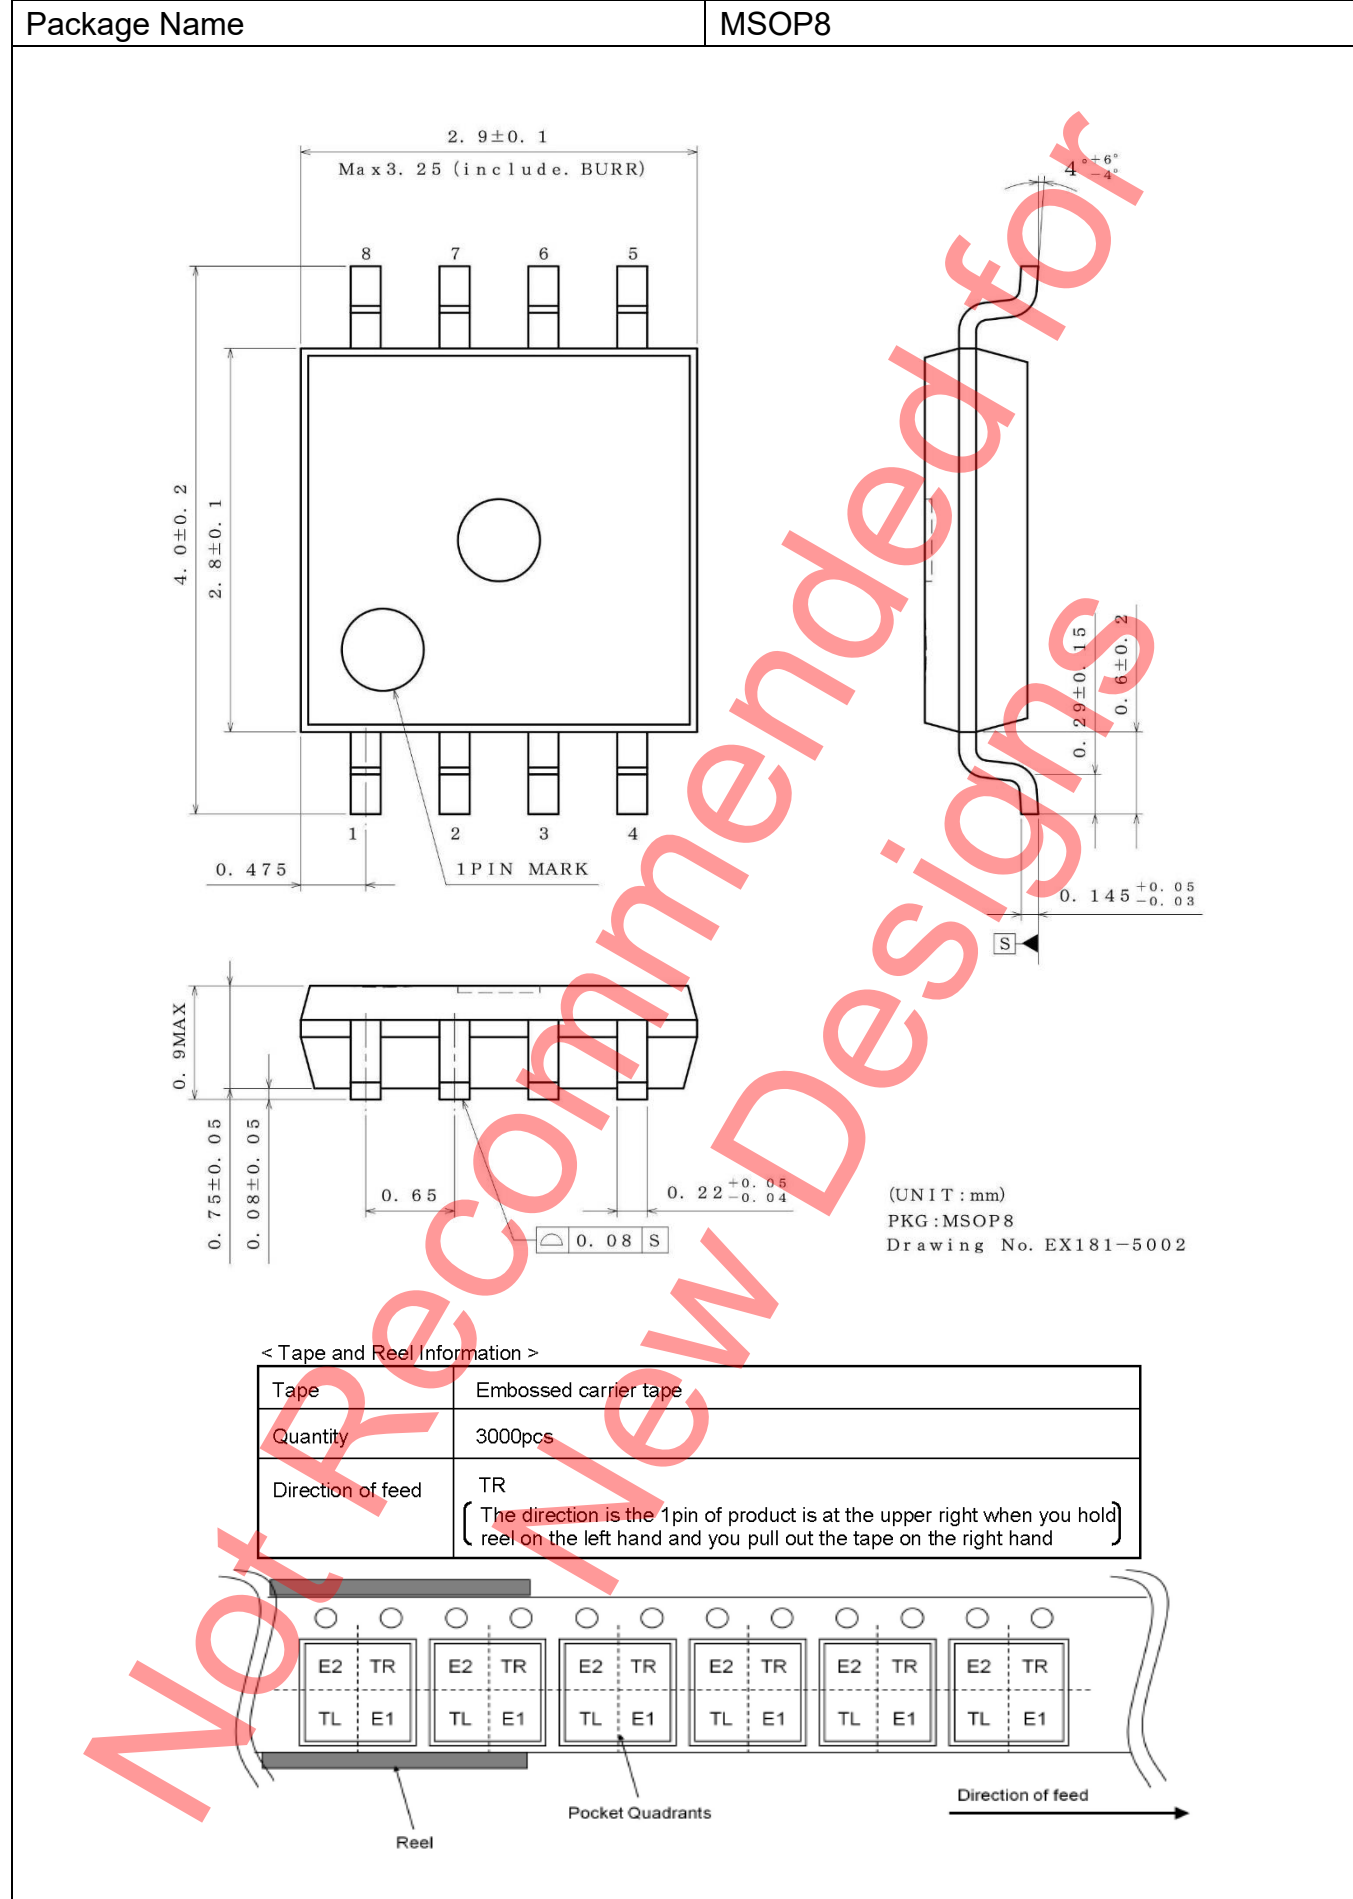 Package Name MSOP8
2. 9±0. 1
Max3. 25 (include. BURR)
4°+6°
−4°
8 7 6 5
4. 0±0. 2
2. 8±0. 1
0. 29±0. 15
0. 6±0. 2
1 2 3 4
0. 475
1PIN MARK
0. 145+0. 05
−0. 03
S
0. 9MAX
0. 75±0. 05
0. 08±0. 05
0. 65
0. 22+0. 05
−0. 04
0. 08 S
(UNIT:mm)
PKG:MSOP8
Drawing No. EX181−5002
< Tape and Reel Information >
Tape Embossed carrier tape
Quantity 3000pcs
Direction of feed TR
The direction is the 1pin of product is at the upper right when you hold
reel on the left hand and you pull out the tape on the right hand
E2 TR E2 TR E2 TR E2 TR E2 TR E2 TR
TL E1 TL E1 TL E1 TL E1 TL E1 TL E1
Direction of feed
Pocket Quadrants
Reel
Not Recommended for
New Designs